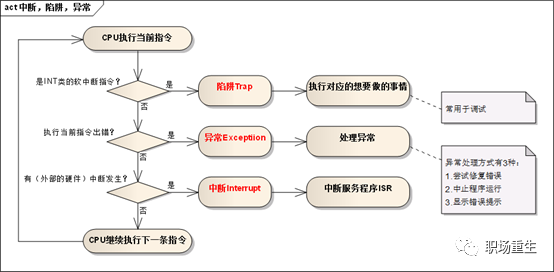 act 中断，陷阱，异常
CPU执行当前指令
是INT类的软中断指令？
是
陷阱Trap
执行对应的想要做的事情
常用于调试
否
执行当前指令出错？
是
异常Exceptiion
处理异常
异常处理方式有3种：
1.尝试修复错误
2.中止程序运行
3.显示错误提示
否
有（外部的硬件）中断发生？
是
中断Interrupt
中断服务程序ISR
否
CPU继续执行下一条指令
职场重生